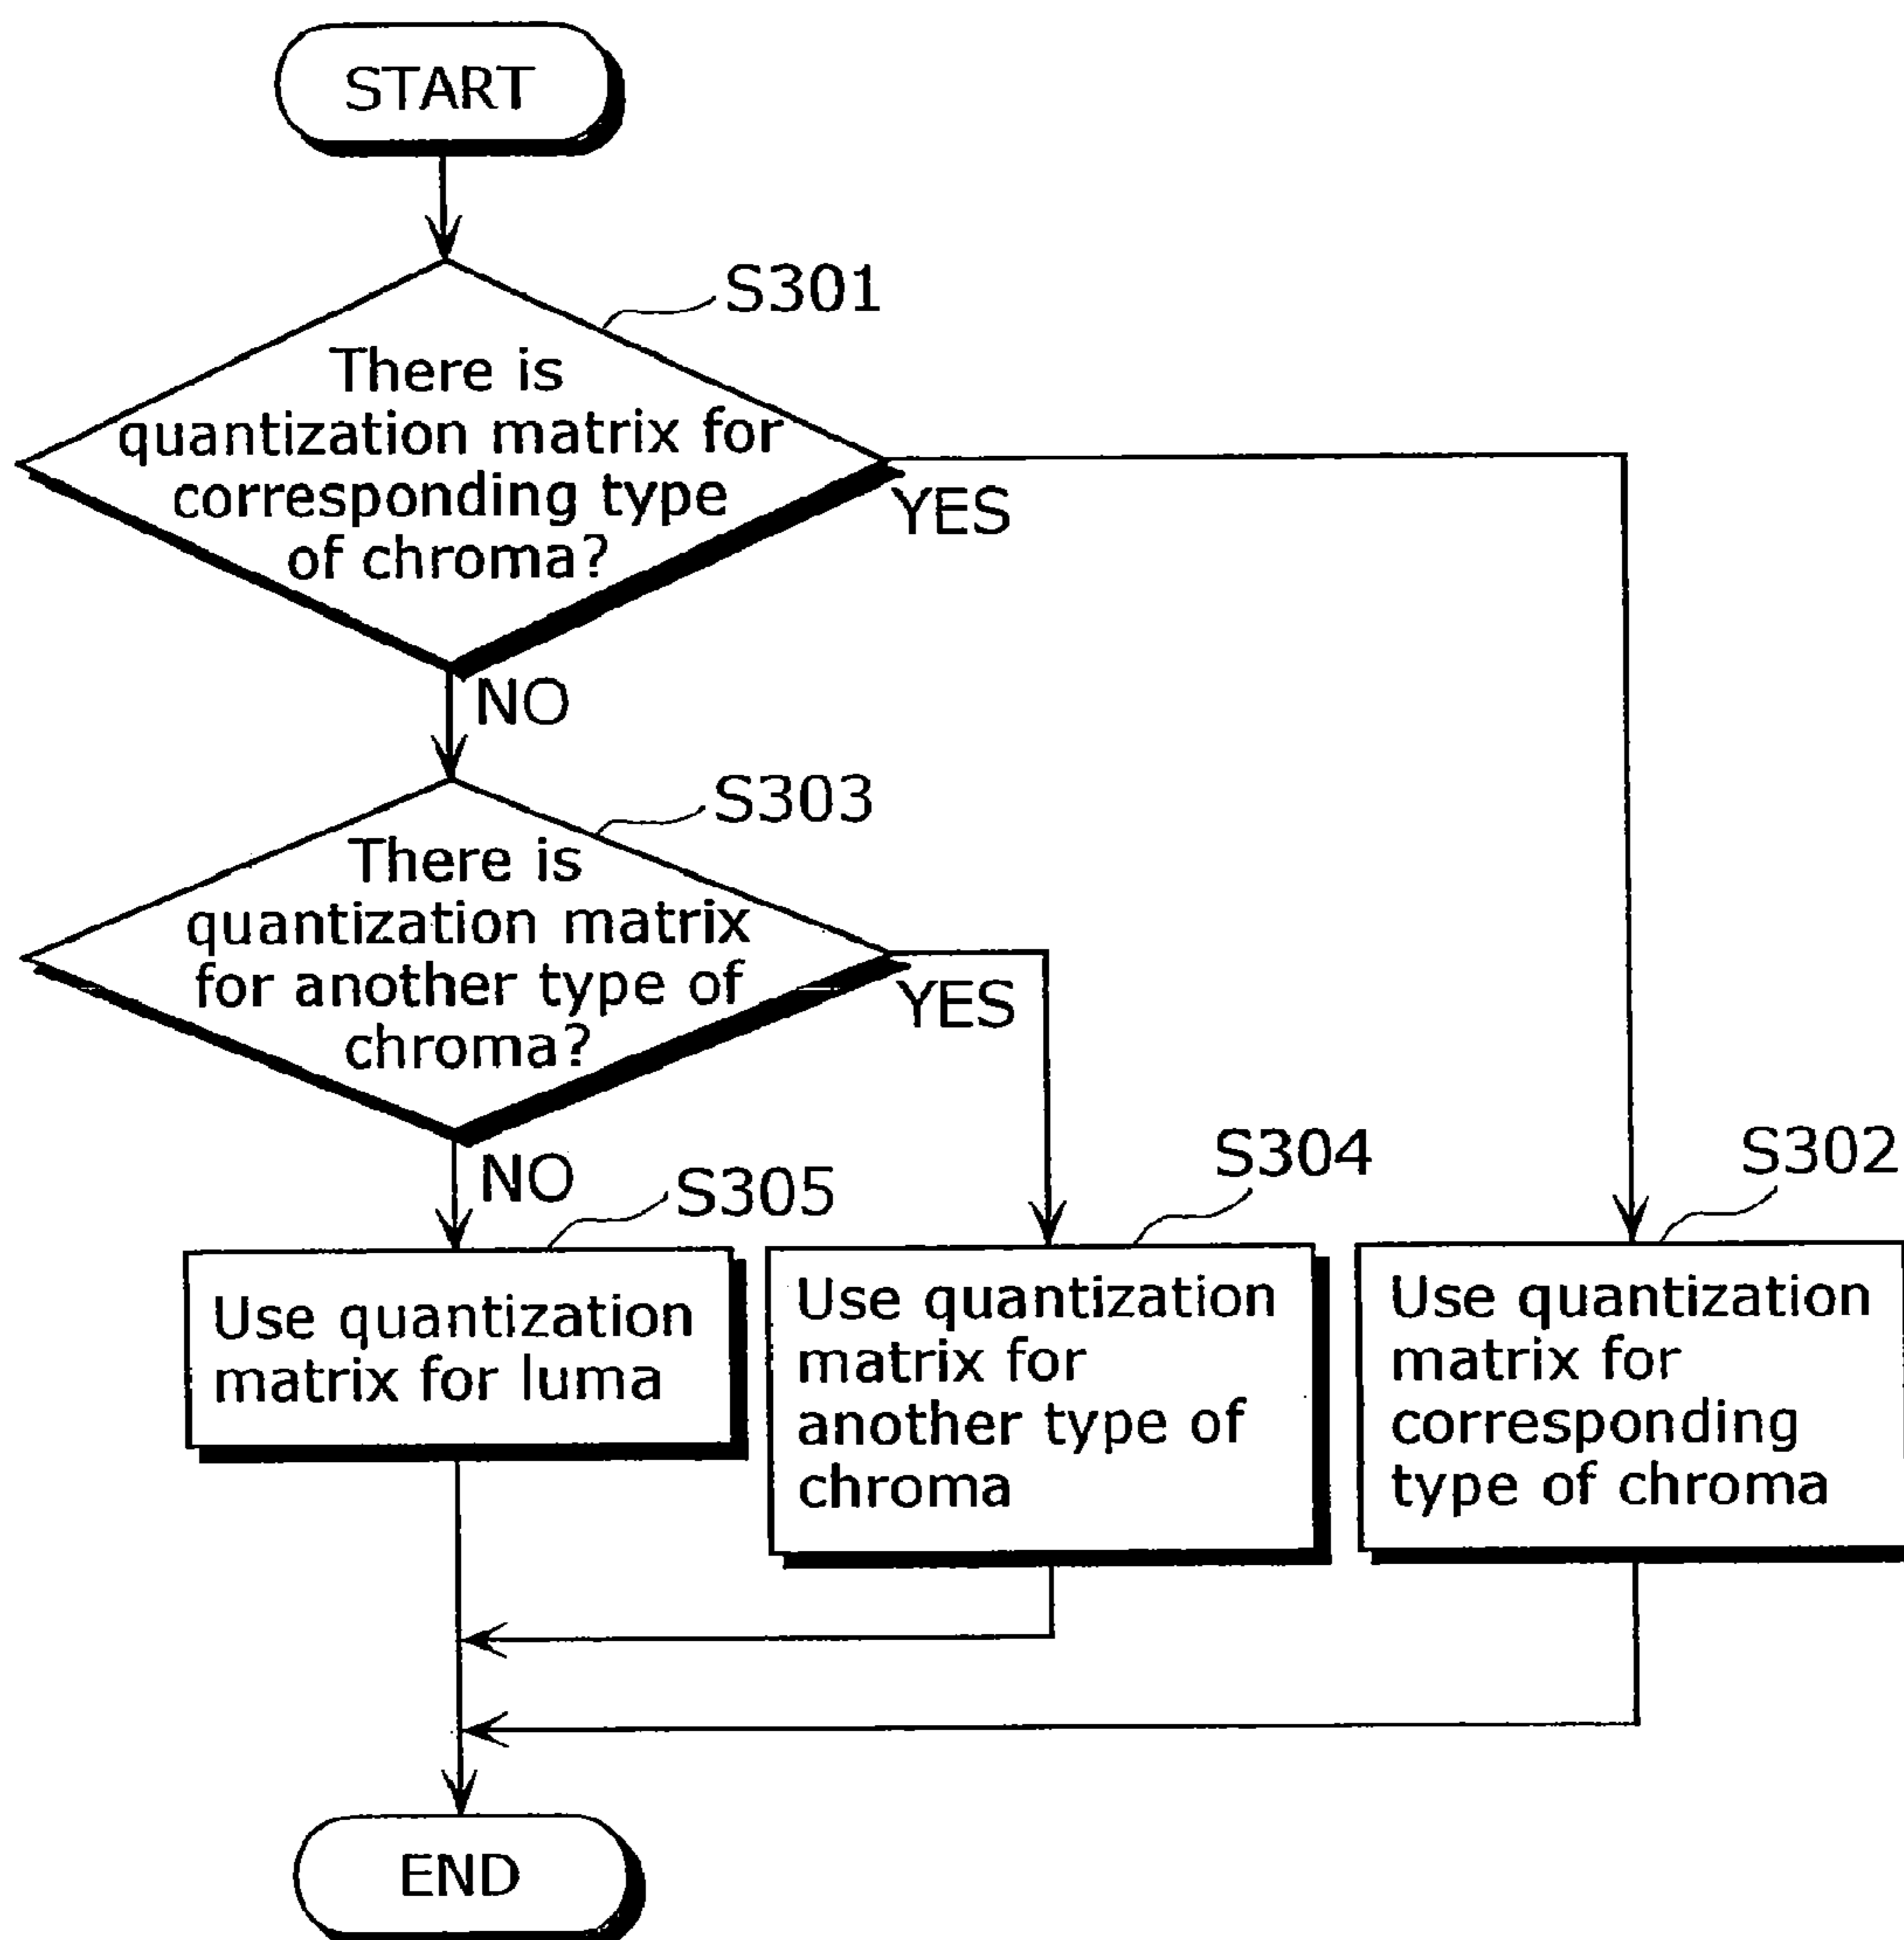 START
S301
There is
quantization matrix for
corresponding type
of chroma?
YES
NO
S303
There is
quantization matrix
for another type of
chroma?
YES
NO
S305
S304
S302
Use quantization
matrix for luma
Use quantization
matrix for
another type of
chroma
Use quantization
matrix for
corresponding
type of chroma
END